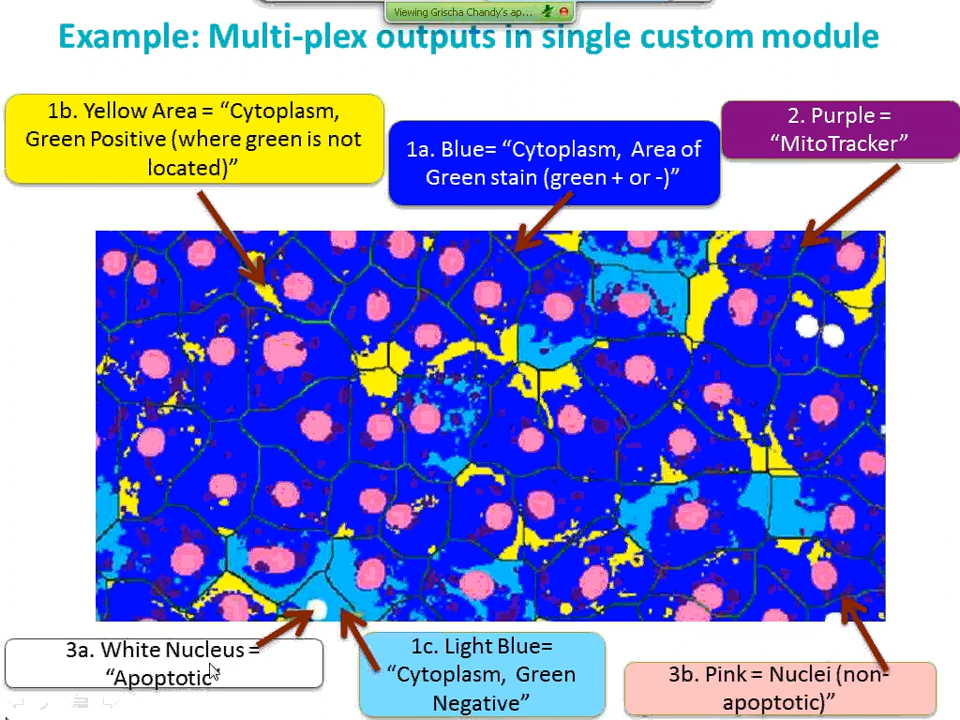 Viewing Grischa Chandy's ap...
Example: Multi-plex outputs in single custom module
1b. Yellow Area = “Cytoplasm,
Green Positive (where green is not
located)”
1a. Blue= “Cytoplasm, Area of
Green stain (green + or -)”
2. Purple =
“MitoTracker”
3a. White Nucleus =
“Apoptotic”
1c. Light Blue=
“Cytoplasm, Green
Negative”
3b. Pink = Nuclei (non-
apoptotic)”